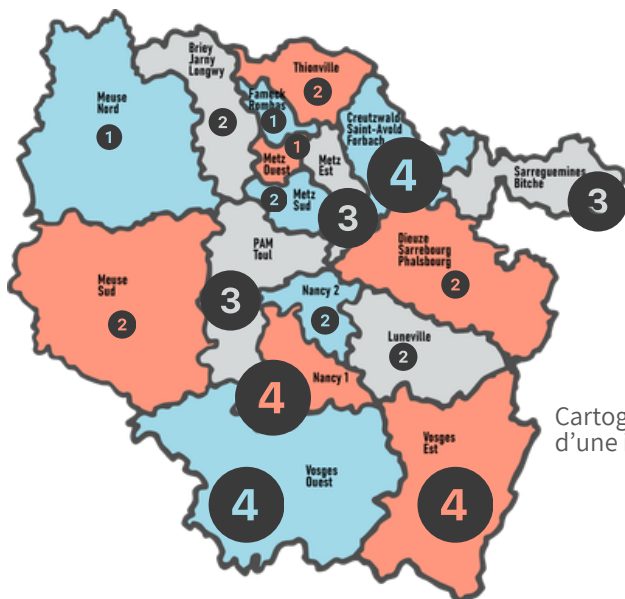 Briey
Jarny
Longwy
2
Thionville
2
Meuse
Nord
1
Fameck
Rombas
1
Creutzwald
Saint-Avold
Forbach
4
Metz
Ouest
1
Metz
Est
3
Sarreguemines
Bitche
3
Metz
Sud
2
PAM
Toul
3
Dieuze
Sarrebourg
Phalsbourg
2
Meuse
Sud
2
Nancy 2
2
Luneville
2
Nancy 1
4
Cartog
d'une
Vosges
Ouest
4
Vosges
Est
4